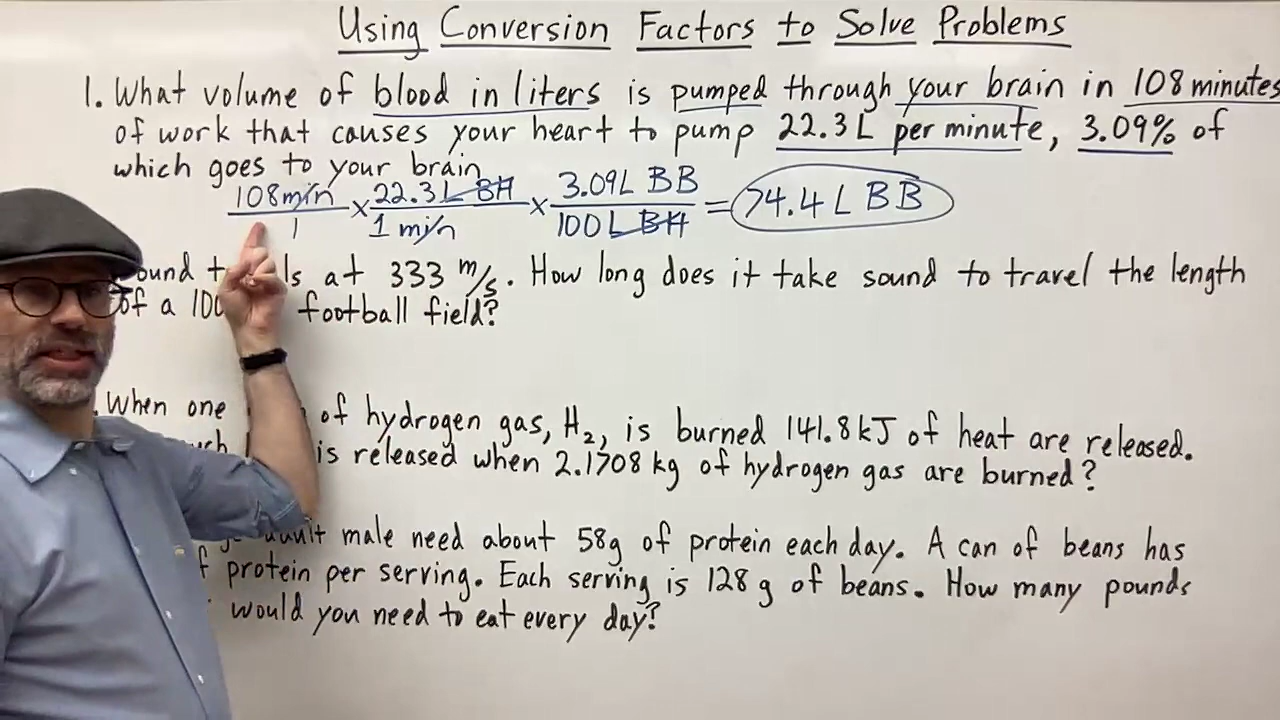 Using Conversion Factors to Solve Problems
1. What volume of blood in liters is pumped through your brain in 108 minutes
of work that causes your heart to pump 22.3 L per minute, 3.09% of
which goes to your brain
108min/1 × 22.3 L BH/1 min × 3.09L BB/100 L BH = 74.4 L BB
at 333 m/s. How long does it take sound to travel the length
of a football field?
When one of hydrogen gas, H₂, is burned 141.8 kJ of heat are released.
is released when 2.1708 kg of hydrogen gas are burned?
male need about 58g of protein each day. A can of beans has
protein per serving. Each serving is 128 g of beans. How many pounds
would you need to eat every day?